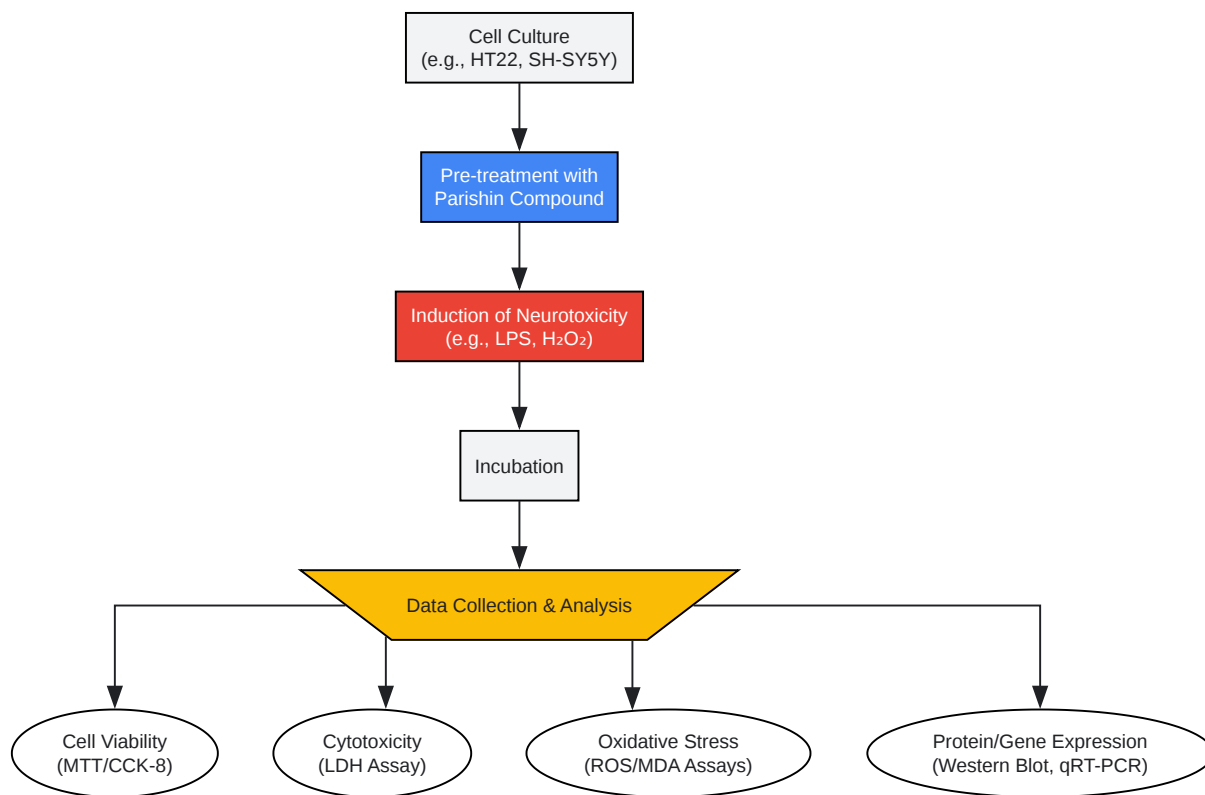 Cell Culture
(e.g., HT22, SH-SY5Y)
Pre-treatment with
Parishin Compound
Induction of Neurotoxicity
(e.g., LPS, H₂O₂)
Incubation
Data Collection & Analysis
Cell Viability
(MTT/CCK-8)
Cytotoxicity
(LDH Assay)
Oxidative Stress
(ROS/MDA Assays)
Protein/Gene Expression
(Western Blot, qRT-PCR)